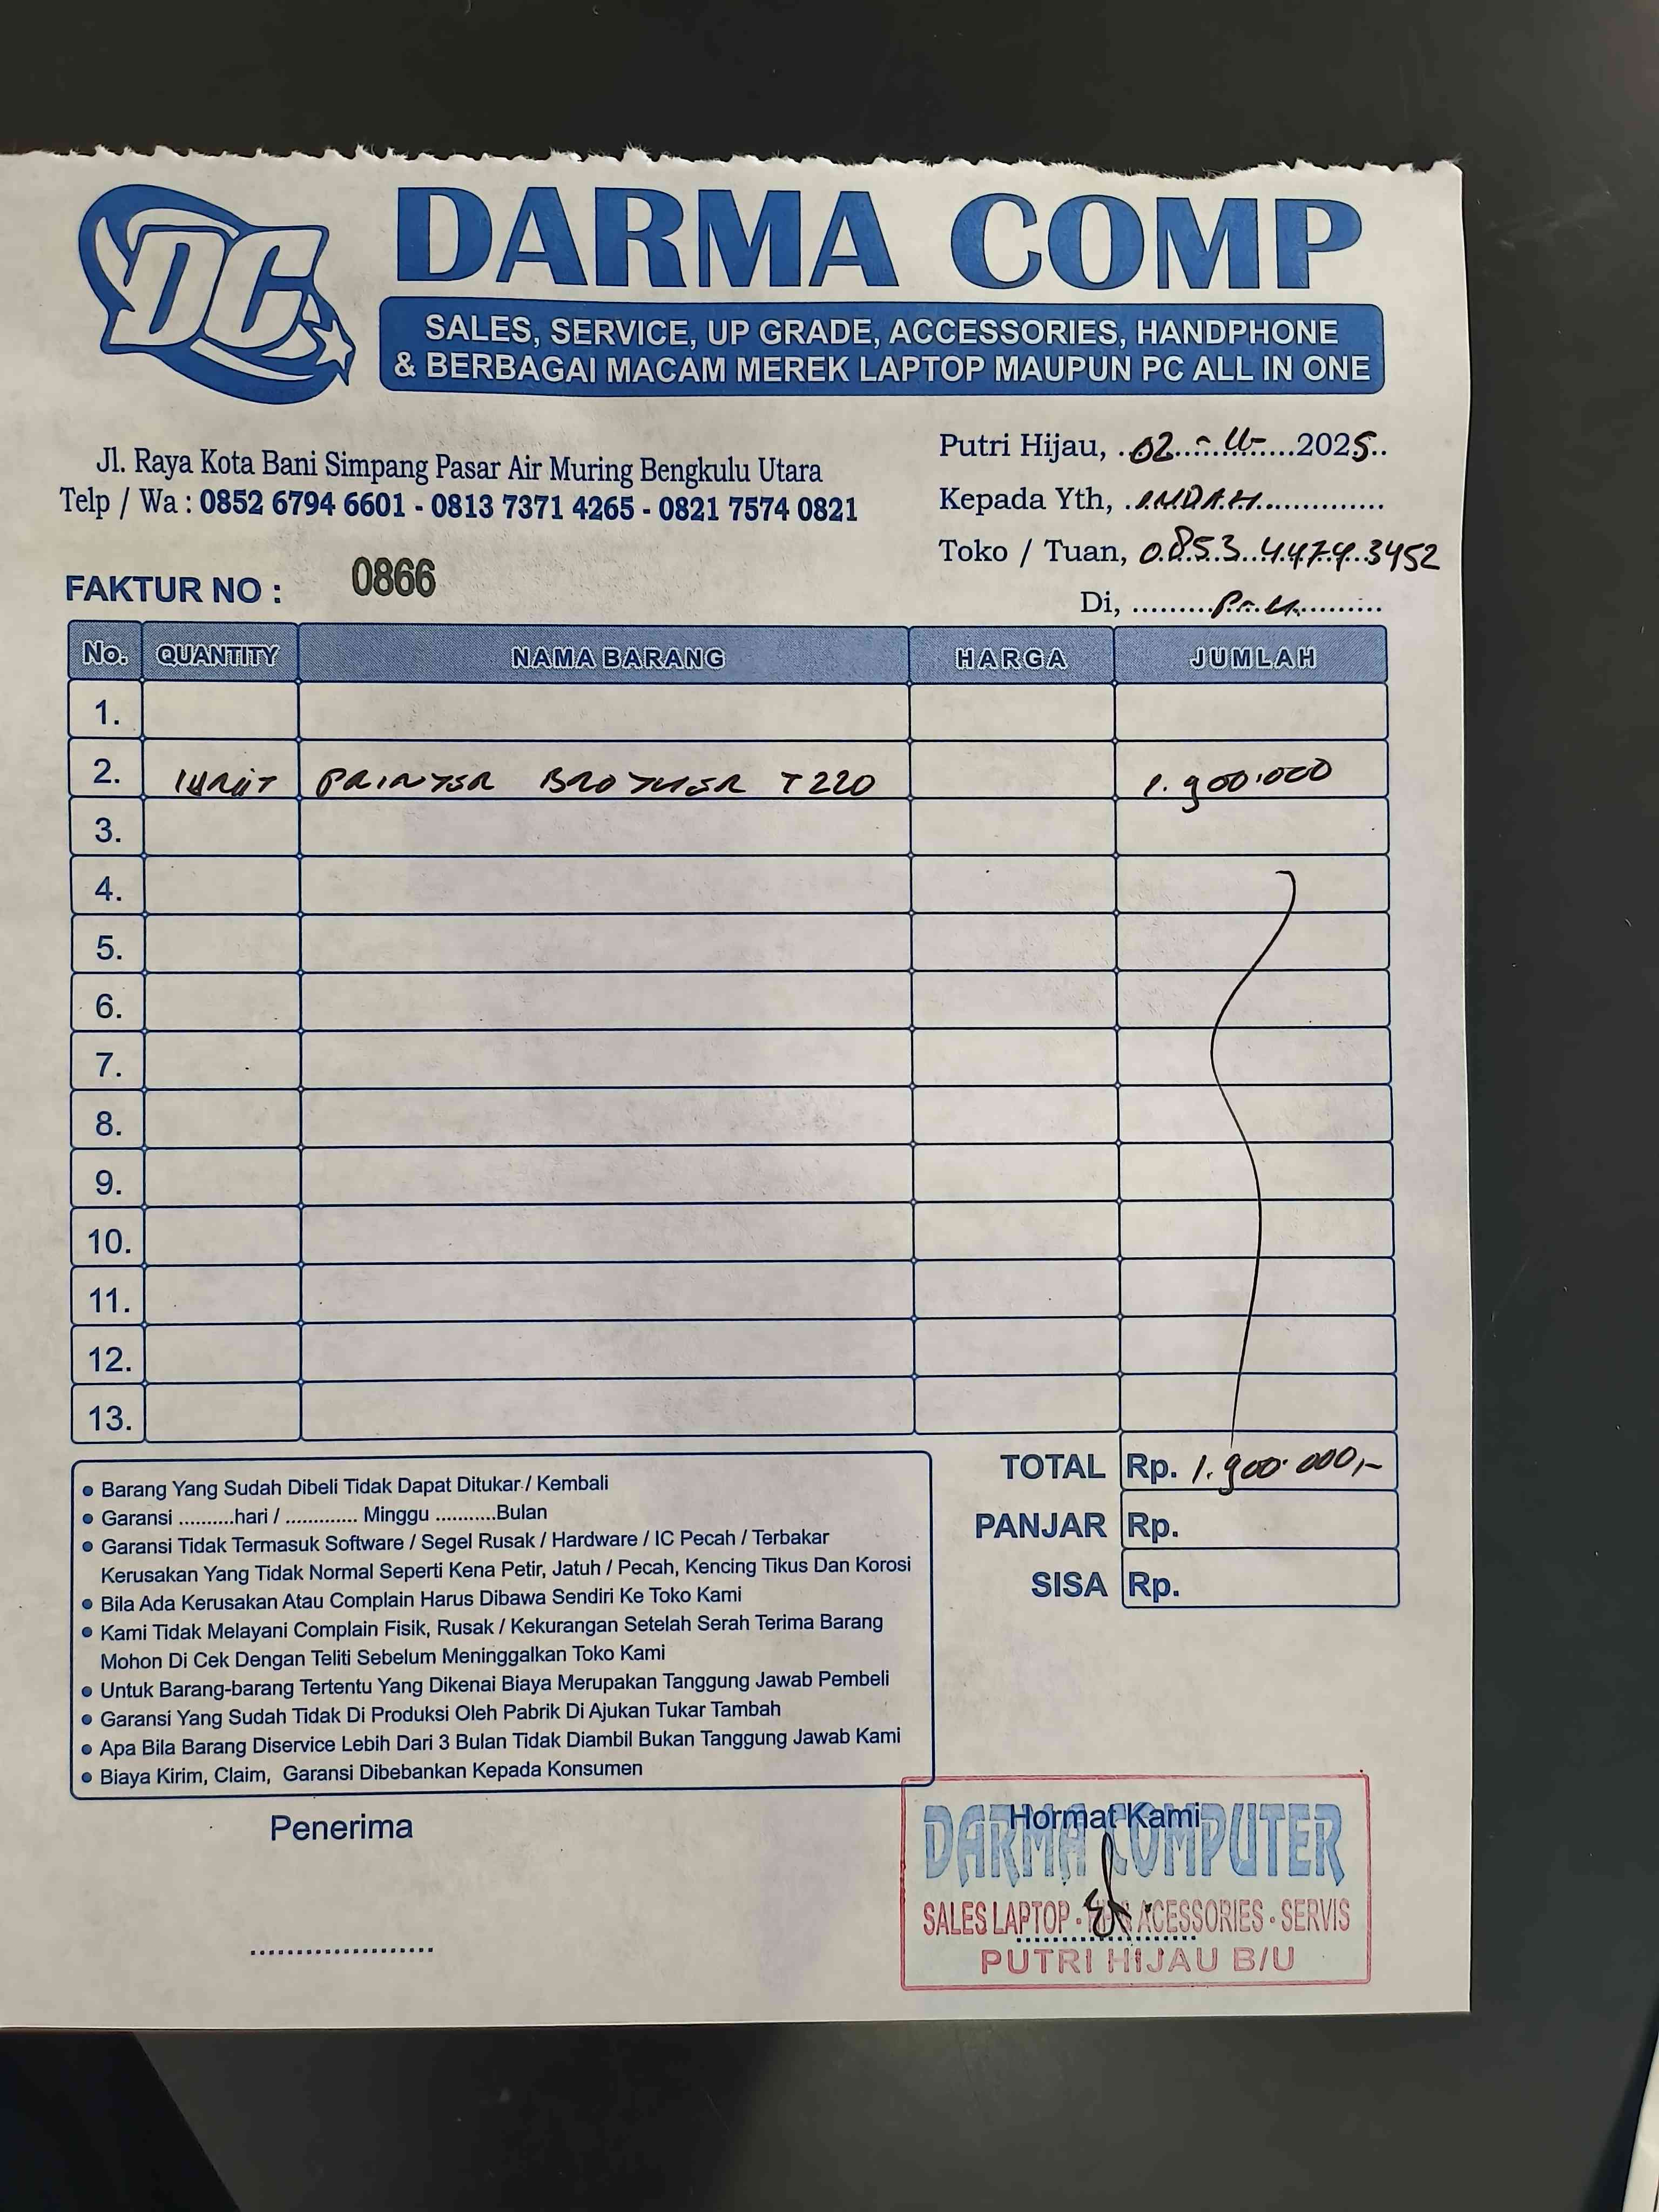 DC
DARMA COMP
SALES, SERVICE, UP GRADE, ACCESSORIES, HANDPHONE
& BERBAGAI MACAM MEREK LAPTOP MAUPUN PC ALL IN ONE
Jl. Raya Kota Bani Simpang Pasar Air Muring Bengkulu Utara
Telp / Wa : 0852 6794 6601 - 0813 7371 4265 - 0821 7574 0821
Putri Hijau, 02 - 11 - 2025
Kepada Yth, INDAH
Toko / Tuan, 0853 4479 3452
Di,
FAKTUR NO : 0866
No. QUANTITY NAMA BARANG HARGA JUMLAH
1.
2. 1 UNIT PRINTER BROTHER T220 1.900.000
3.
4.
5.
6.
7.
8.
9.
10.
11.
12.
13.
TOTAL Rp. 1.900.000,-
PANJAR Rp.
SISA Rp.
• Barang Yang Sudah Dibeli Tidak Dapat Ditukar / Kembali
• Garansi ..........hari / ............. Minggu ...........Bulan
• Garansi Tidak Termasuk Software / Segel Rusak / Hardware / IC Pecah / Terbakar
Kerusakan Yang Tidak Normal Seperti Kena Petir, Jatuh / Pecah, Kencing Tikus Dan Korosi
• Bila Ada Kerusakan Atau Complain Harus Dibawa Sendiri Ke Toko Kami
• Kami Tidak Melayani Complain Fisik, Rusak / Kekurangan Setelah Serah Terima Barang
Mohon Di Cek Dengan Teliti Sebelum Meninggalkan Toko Kami
• Untuk Barang-barang Tertentu Yang Dikenai Biaya Merupakan Tanggung Jawab Pembeli
• Garansi Yang Sudah Tidak Di Produksi Oleh Pabrik Di Ajukan Tukar Tambah
• Apa Bila Barang Diservice Lebih Dari 3 Bulan Tidak Diambil Bukan Tanggung Jawab Kami
• Biaya Kirim, Claim, Garansi Dibebankan Kepada Konsumen
Penerima
Hormat Kami
DARMA COMPUTER
SALES LAPTOP - ACESSORIES - SERVIS
PUTRI HIJAU B/U